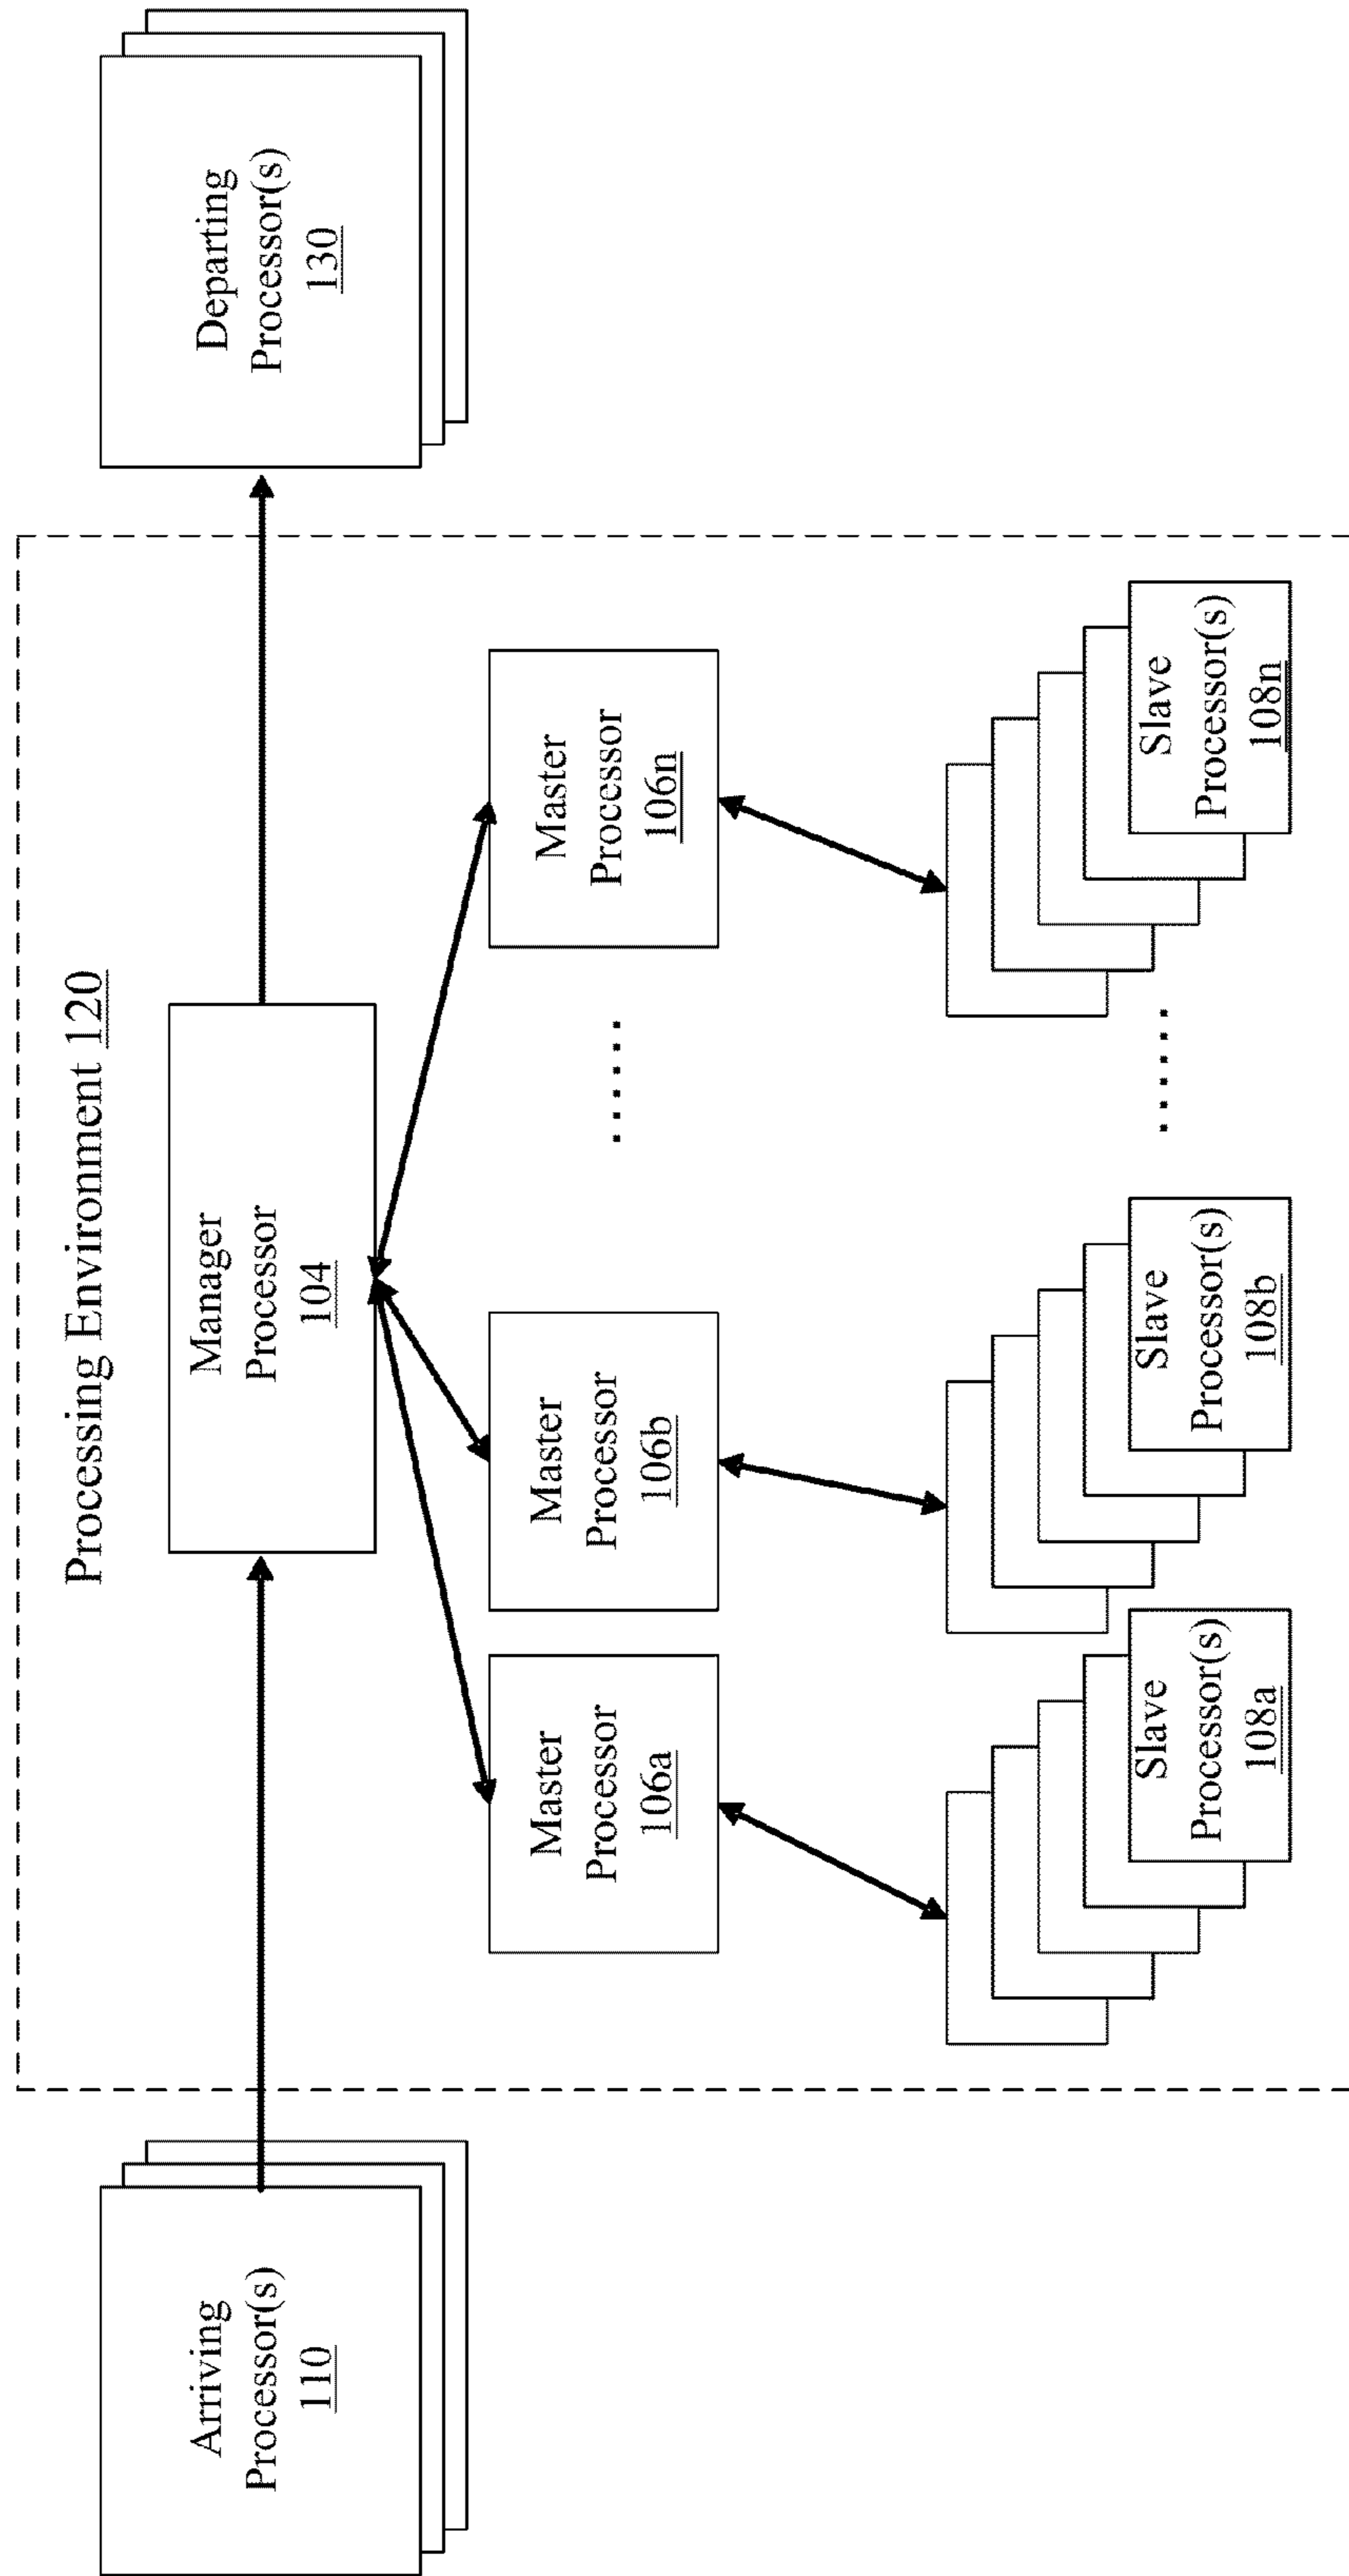 Processing Environment 120
Arriving
Processor(s)
110
Manager
Processor
104
Departing
Processor(s)
130
Master
Processor
106a
Master
Processor
106b
......
Master
Processor
106n
Slave
Processor(s)
108a
Slave
Processor(s)
108b
......
Slave
Processor(s)
108n